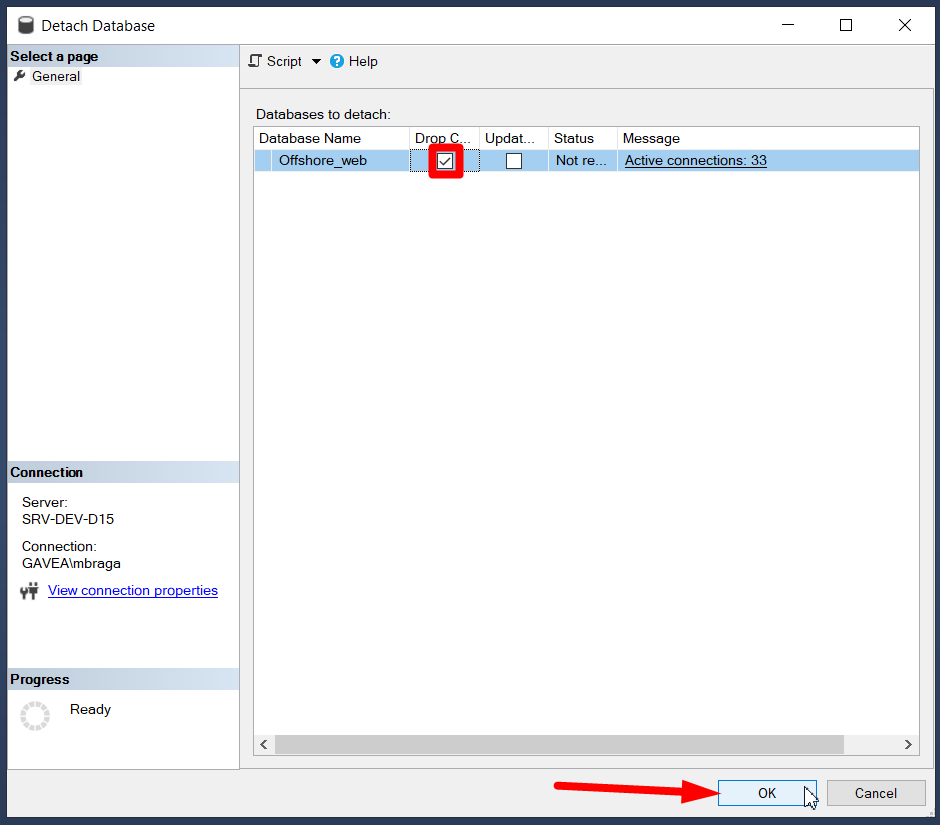 Detach Database
Select a page
General
Script
Help
Databases to detach:
Database Name Drop C... Updat... Status Message
Offshore_web Not re... Active connections: 33
Connection
Server:
SRV-DEV-D15
Connection:
GAVEA\mbraga
View connection properties
Progress
Ready
OK
Cancel